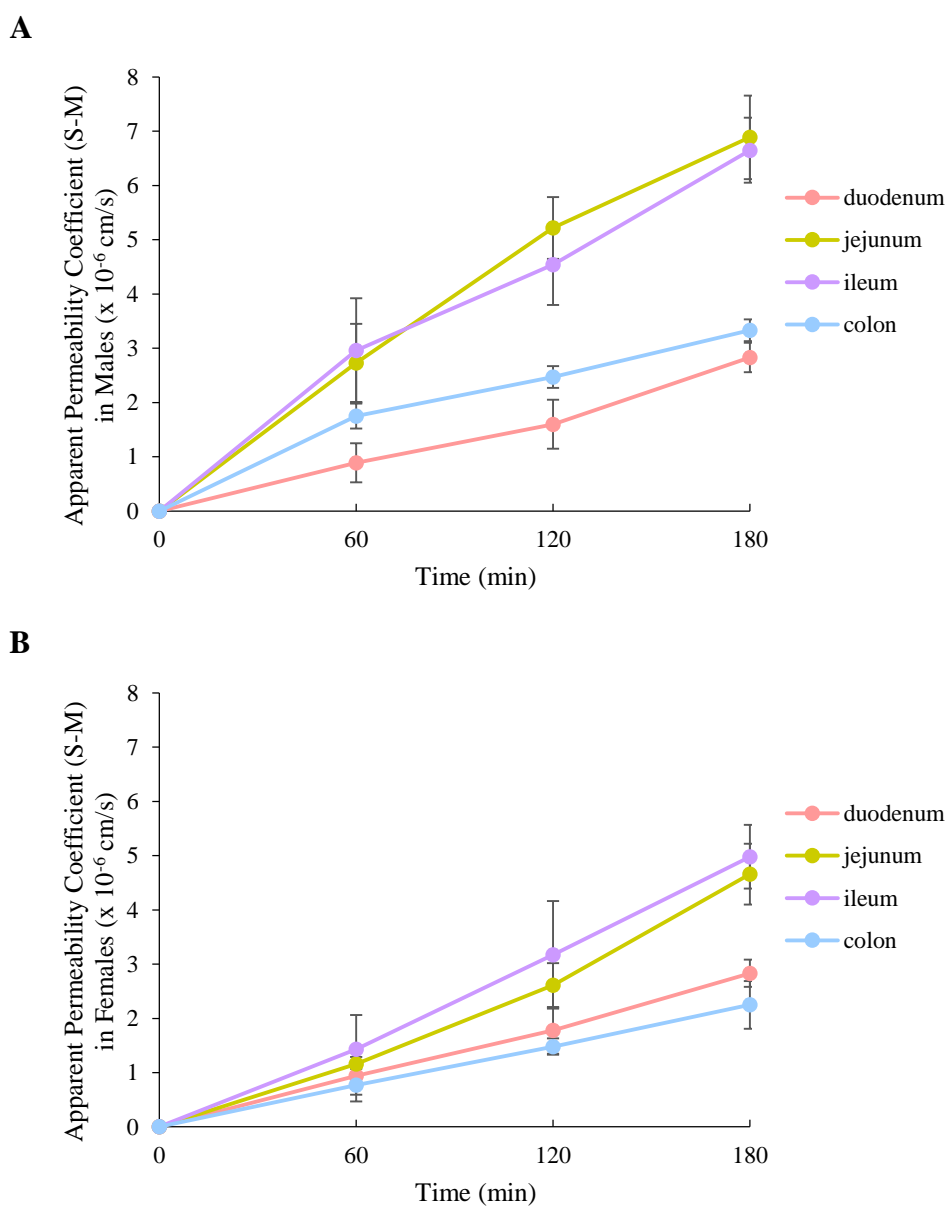 A
Apparent Permeability Coefficient (S-M)
in Males (x 10⁻⁶ cm/s)
8
7
6
5
4
3
2
1
0
0 60 120 180
Time (min)
duodenum
jejunum
ileum
colon
B
Apparent Permeability Coefficient (S-M)
in Females (x 10⁻⁶ cm/s)
8
7
6
5
4
3
2
1
0
0 60 120 180
Time (min)
duodenum
jejunum
ileum
colon